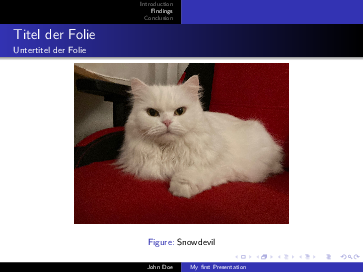 Introduction
Findings
Conclusion
Titel der Folie
Untertitel der Folie
Figure: Snowdevil
John Doe My first Presentation